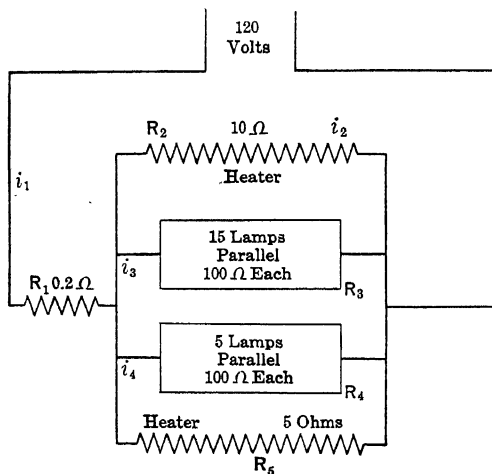 120
Volts
R₂ 10 Ω i₂
Heater
i₁
15 Lamps
Parallel
100 Ω Each
i₃
R₃
R₁ 0.2 Ω
5 Lamps
Parallel
100 Ω Each
i₄
R₄
Heater 5 Ohms
R₅